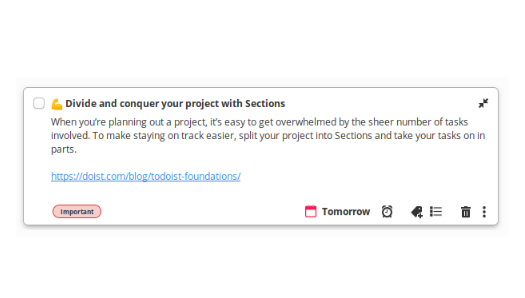 💪 Divide and conquer your project with Sections
When you’re planning out a project, it’s easy to get overwhelmed by the sheer number of tasks
involved. To make staying on track easier, split your project into Sections and take your tasks on in
parts.
https://doist.com/blog/todoist-foundations/
Important
Tomorrow